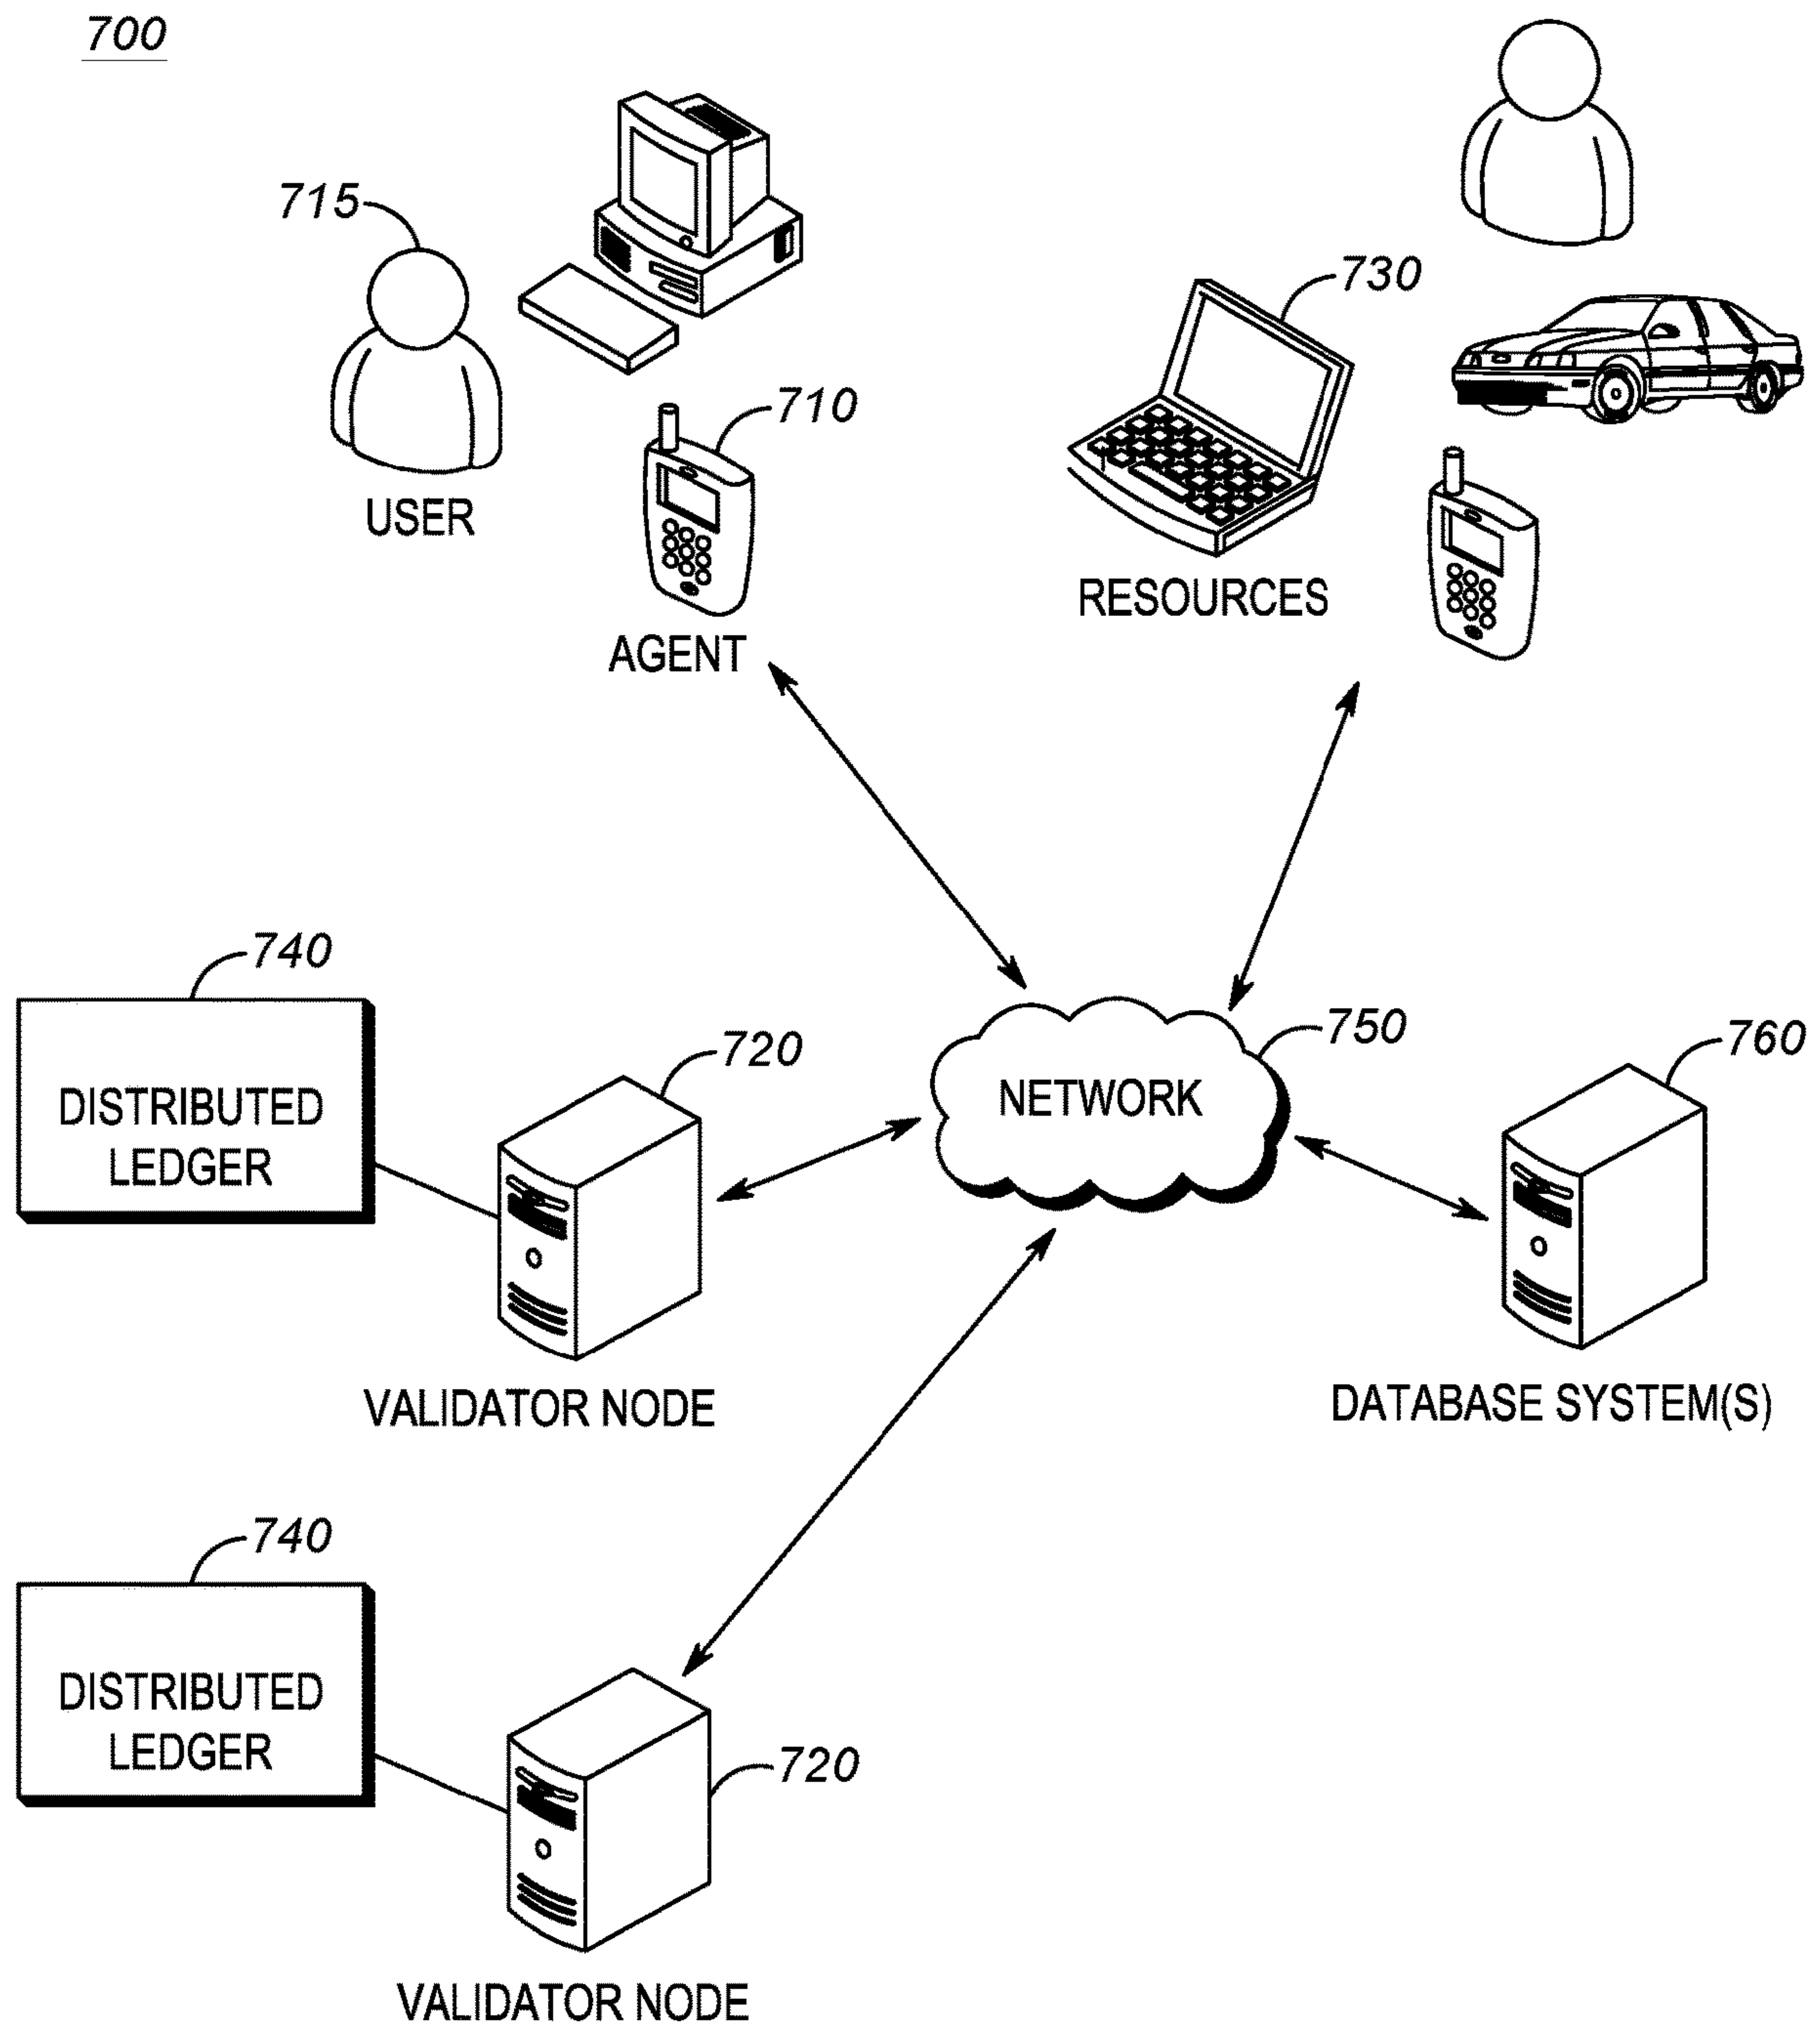 700
715
USER
710
AGENT
730
RESOURCES
740
DISTRIBUTED
LEDGER
720
VALIDATOR NODE
750
NETWORK
760
DATABASE SYSTEM(S)
740
DISTRIBUTED
LEDGER
720
VALIDATOR NODE